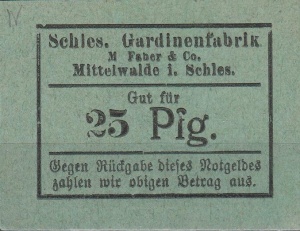 Schles. Gardinenfabrik
M Faber & Co.
Mittelwalde i. Schles.
Gut für
25 Pfg.
Gegen Rückgabe dieses Notgeldes
zahlen wir obigen Betrag aus.